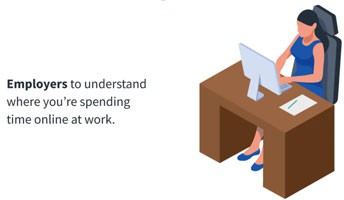 Employers to understand
where you’re spending
time online at work.